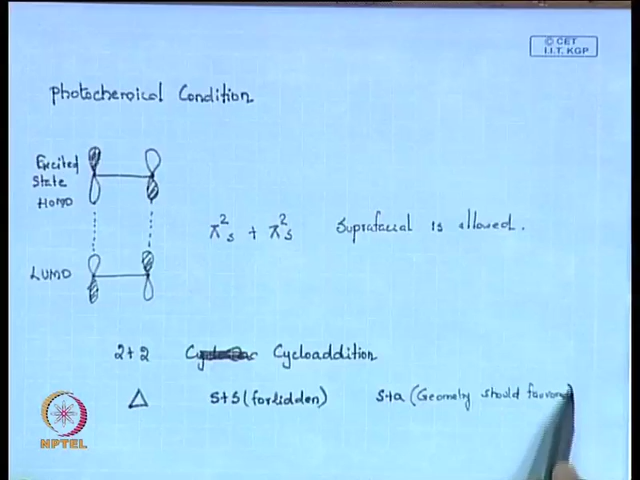 © CET
I.I.T. KGP
Photochemical Condition
Excited
State
HOMO
π²s + π²s Suprafacial is allowed.
LUMO
2+2 Cycloaddition
Δ s+s (forbidden) s+a (Geometry should favored
NPTEL